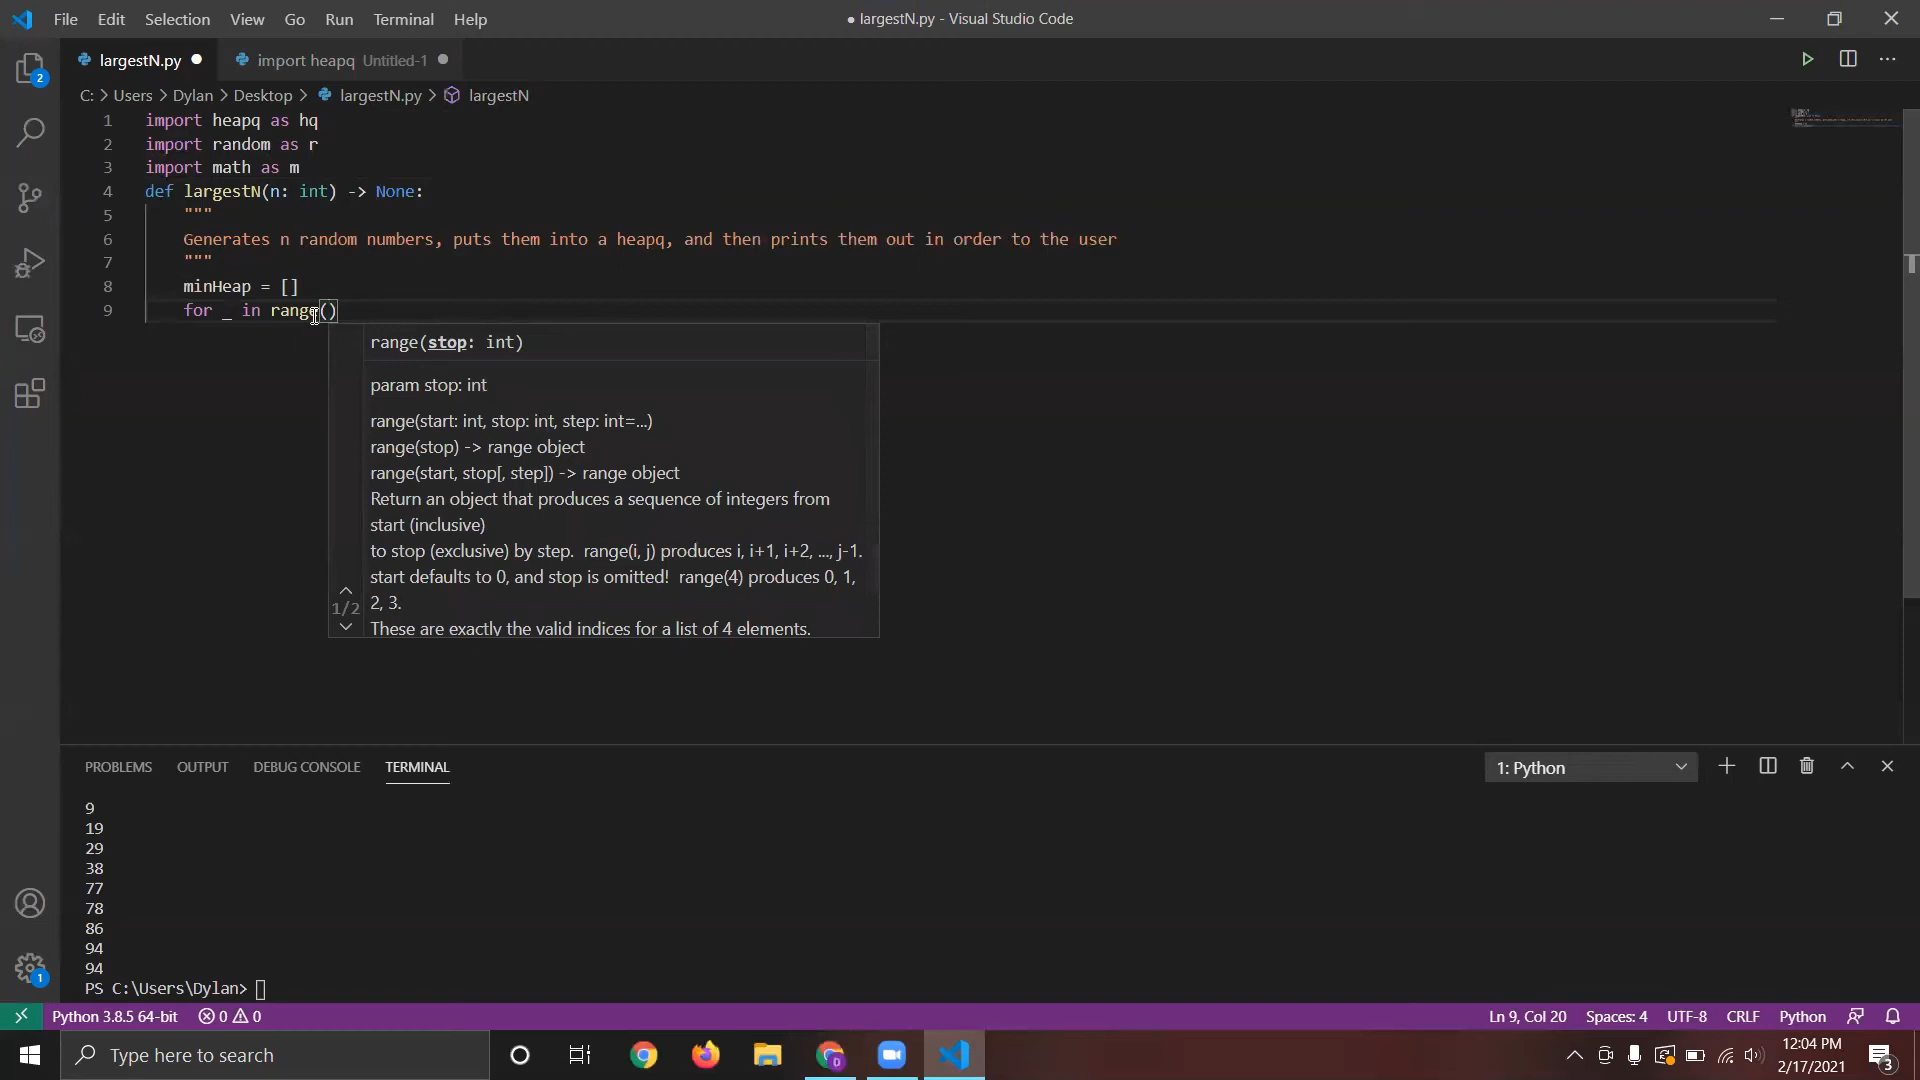 File Edit Selection View Go Run Terminal Help
● largestN.py - Visual Studio Code
largestN.py ●
import heapq Untitled-1 ●
C: > Users > Dylan > Desktop > largestN.py > largestN
1 import heapq as hq
2 import random as r
3 import math as m
4 def largestN(n: int) -> None:
5 """
6 Generates n random numbers, puts them into a heapq, and then prints them out in order to the user
7 """
8 minHeap = []
9 for _ in range()
range(stop: int)
param stop: int
range(start: int, stop: int, step: int=...)
range(stop) -> range object
range(start, stop[, step]) -> range object
Return an object that produces a sequence of integers from
start (inclusive)
to stop (exclusive) by step. range(i, j) produces i, i+1, i+2, ..., j-1.
start defaults to 0, and stop is omitted! range(4) produces 0, 1,
2, 3.
1/2
These are exactly the valid indices for a list of 4 elements.
2
PROBLEMS OUTPUT DEBUG CONSOLE TERMINAL
1: Python
9
19
29
38
77
78
86
94
94
PS C:\Users\Dylan>
1
Python 3.8.5 64-bit 0 0
Ln 9, Col 20 Spaces: 4 UTF-8 CRLF Python
Type here to search
D
12:04 PM
2/17/2021
3